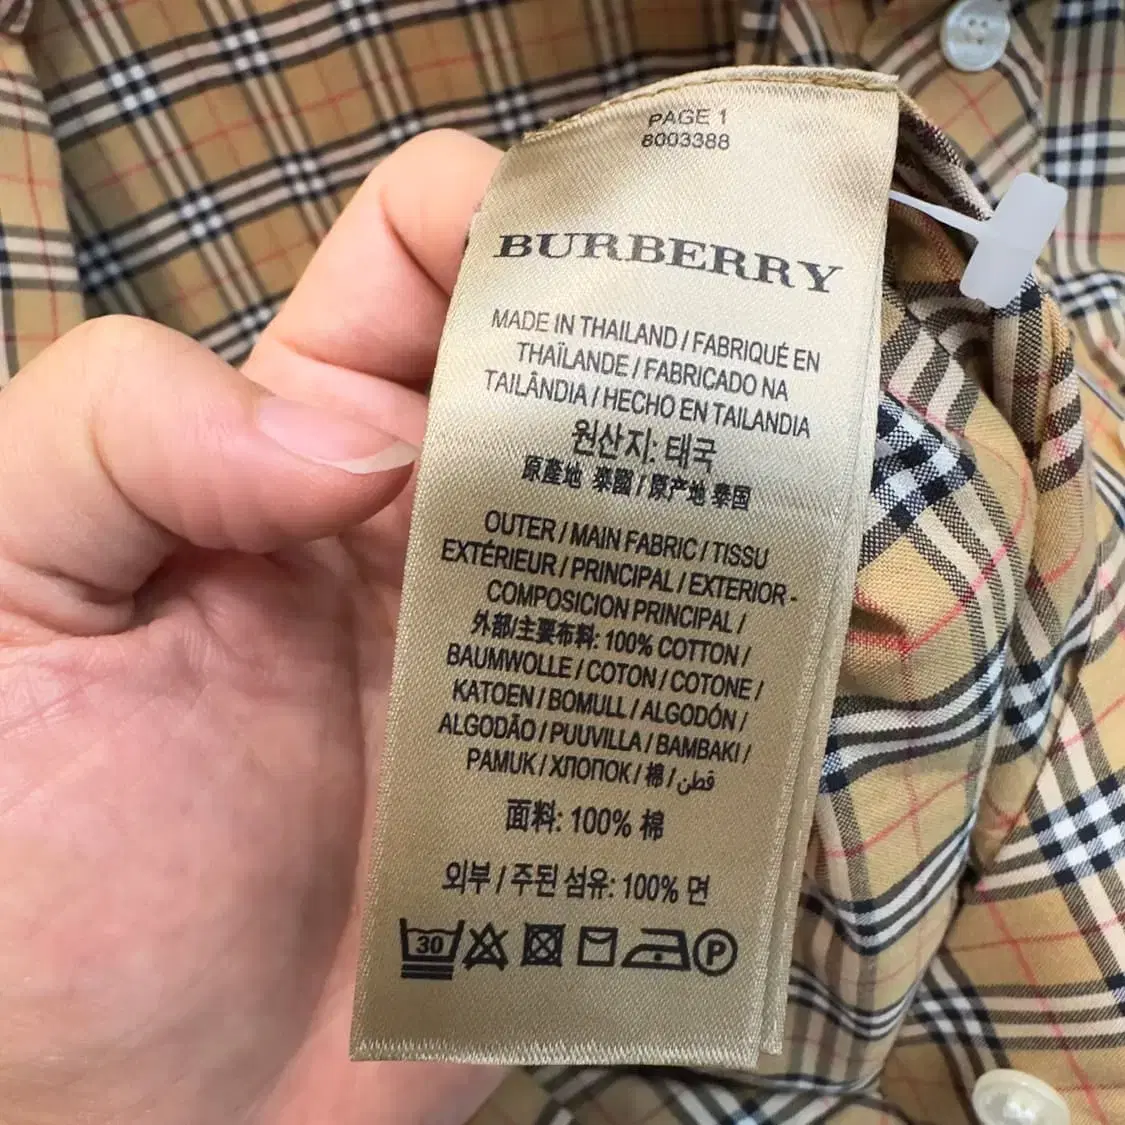 PAGE 1
8003388
BURBERRY
MADE IN THAILAND / FABRIQUÉ EN
THAÏLANDE / FABRICADO NA
TAILÂNDIA / HECHO EN TAILANDIA
원산지: 태국
原產地 泰國 / 原产地 泰国
OUTER / MAIN FABRIC / TISSU
EXTÉRIEUR / PRINCIPAL / EXTERIOR -
COMPOSICION PRINCIPAL /
外部/主要布料: 100% COTTON /
BAUMWOLLE / COTON / COTONE /
KATOEN / BOMULL / ALGODÓN /
ALGODÃO / PUUVILLA / BAMBAKI /
PAMUK / ХЛОПОК / 棉 / قطن
面料: 100% 棉
외부 / 주된 섬유: 100% 면
30 P